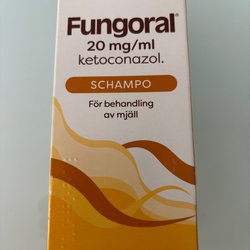 Fungoral®
20 mg/ml
ketoconazol.
SCHAMPO
För behandling
av mjäll